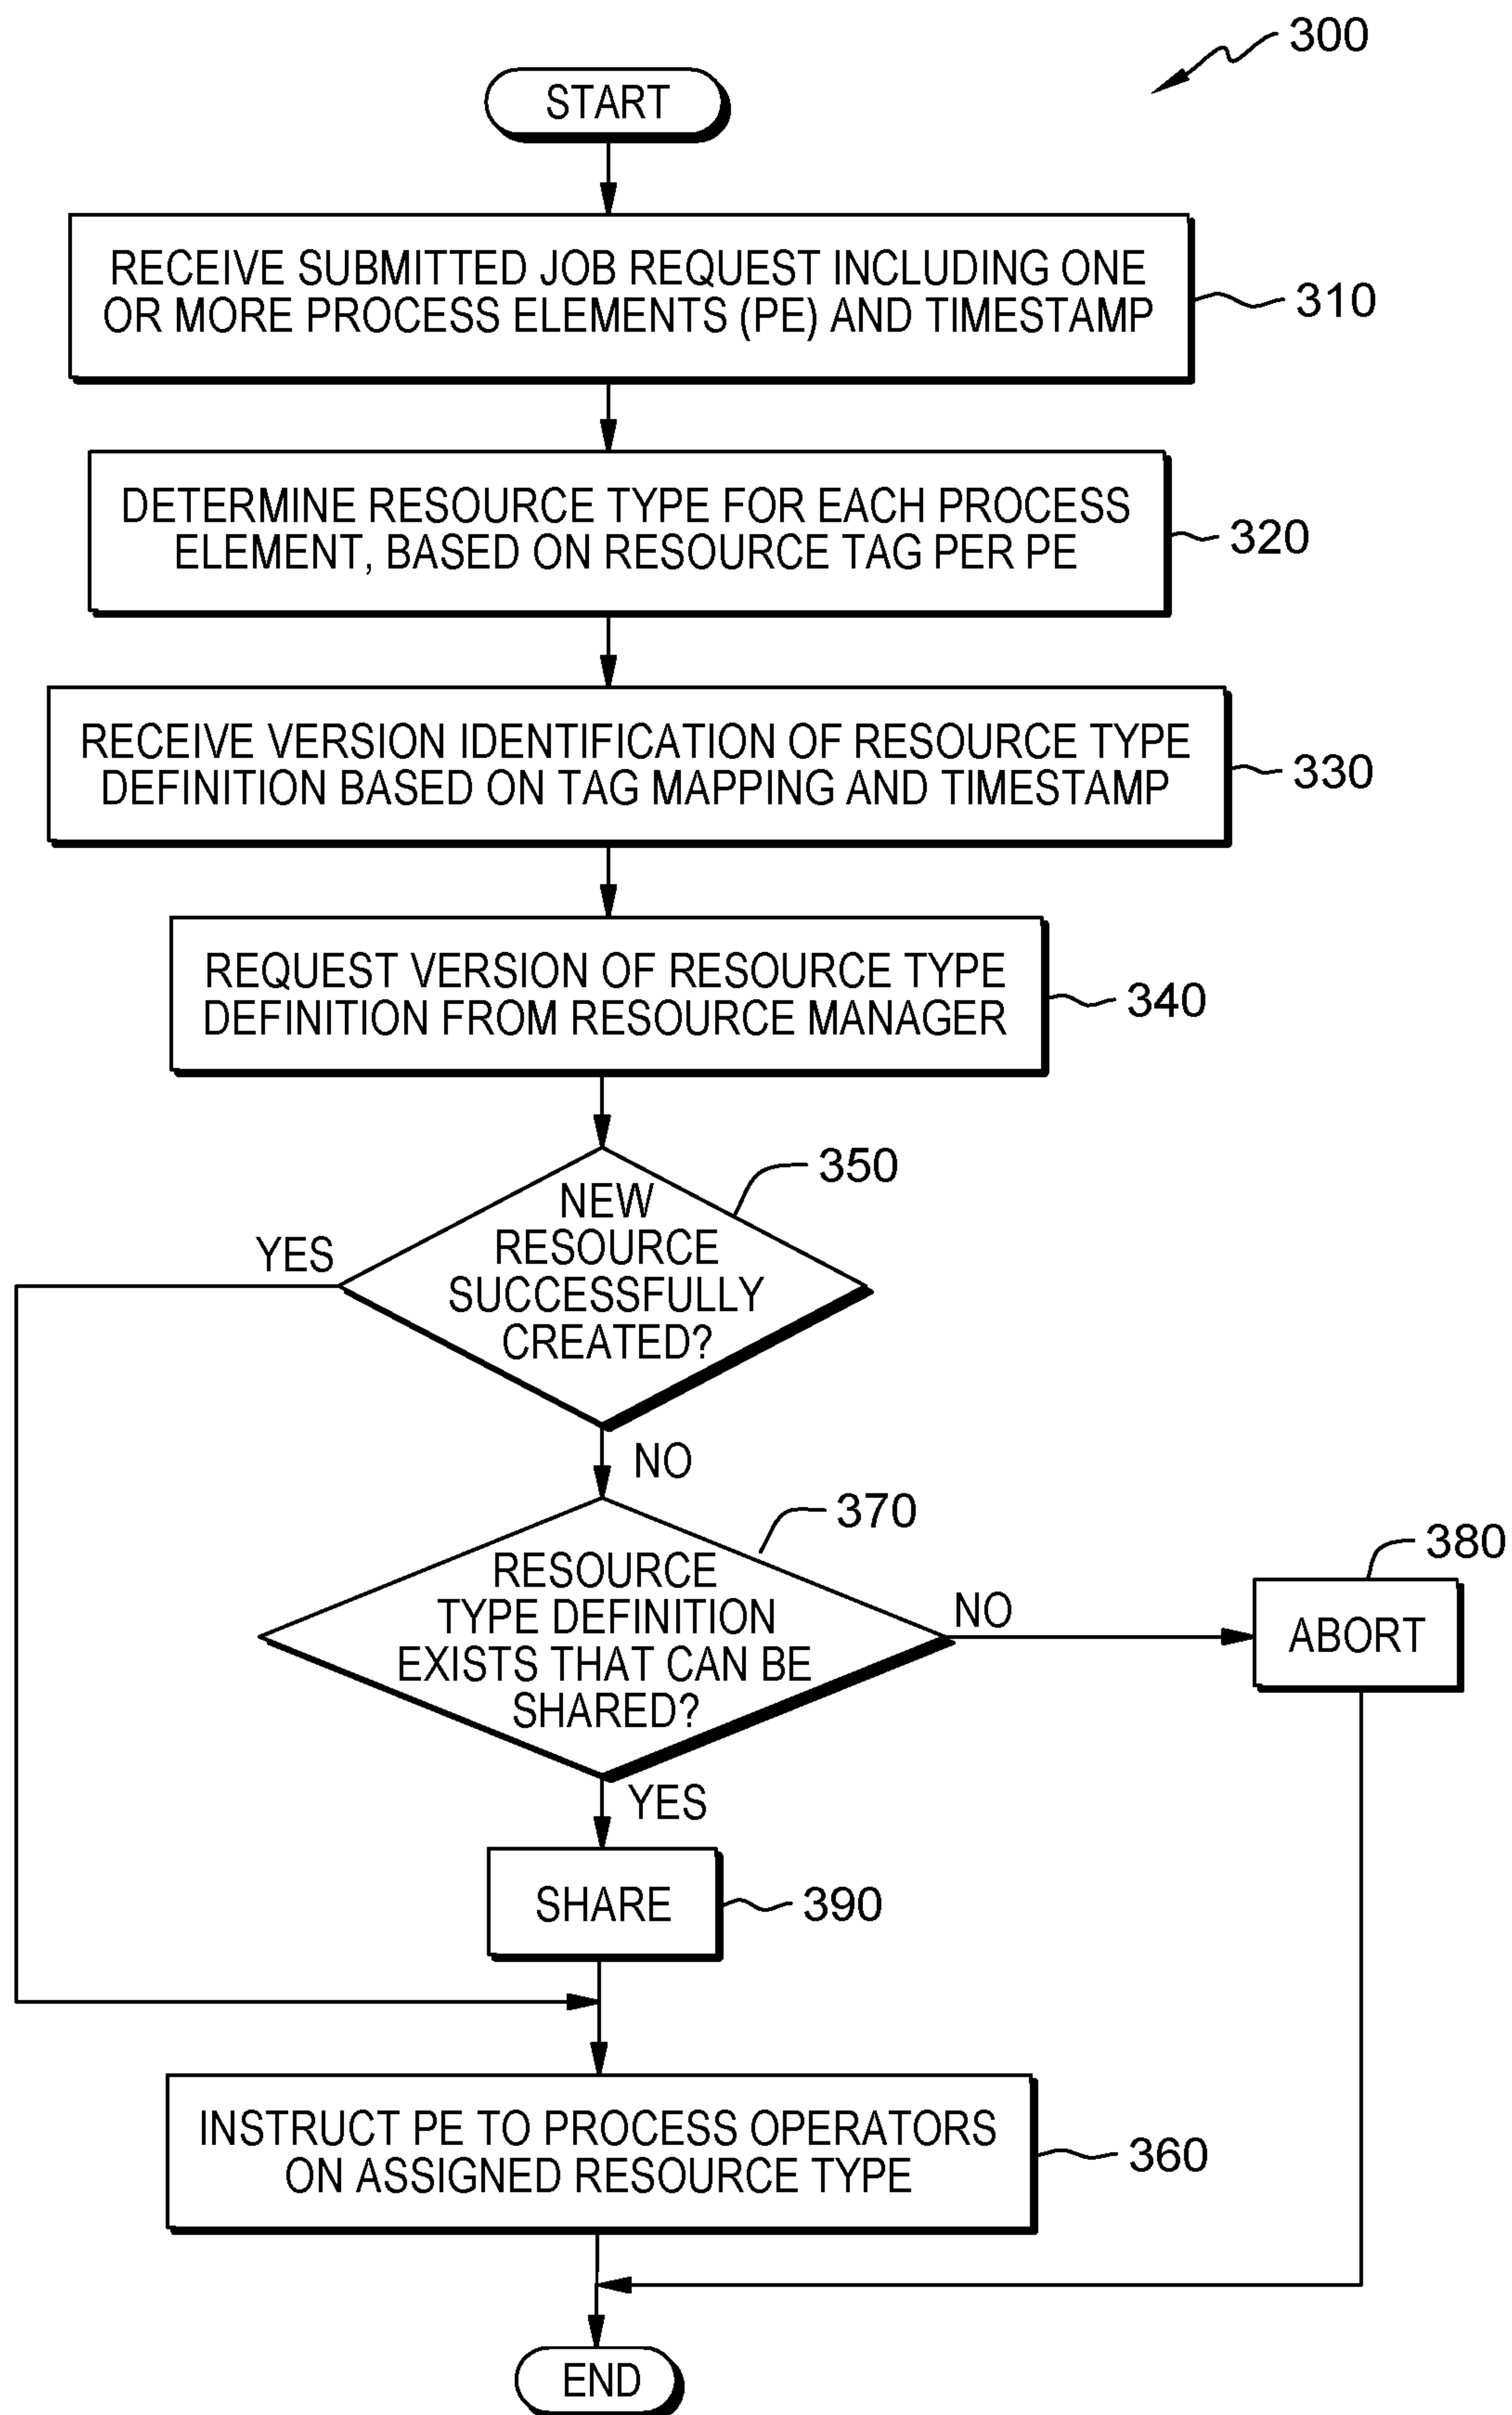 300
START
RECEIVE SUBMITTED JOB REQUEST INCLUDING ONE
OR MORE PROCESS ELEMENTS (PE) AND TIMESTAMP
310
DETERMINE RESOURCE TYPE FOR EACH PROCESS
ELEMENT, BASED ON RESOURCE TAG PER PE
320
RECEIVE VERSION IDENTIFICATION OF RESOURCE TYPE
DEFINITION BASED ON TAG MAPPING AND TIMESTAMP
330
REQUEST VERSION OF RESOURCE TYPE
DEFINITION FROM RESOURCE MANAGER
340
350
NEW
RESOURCE
SUCCESSFULLY
CREATED?
YES
NO
370
RESOURCE
TYPE DEFINITION
EXISTS THAT CAN BE
SHARED?
NO
380
ABORT
YES
SHARE
390
INSTRUCT PE TO PROCESS OPERATORS
ON ASSIGNED RESOURCE TYPE
360
END